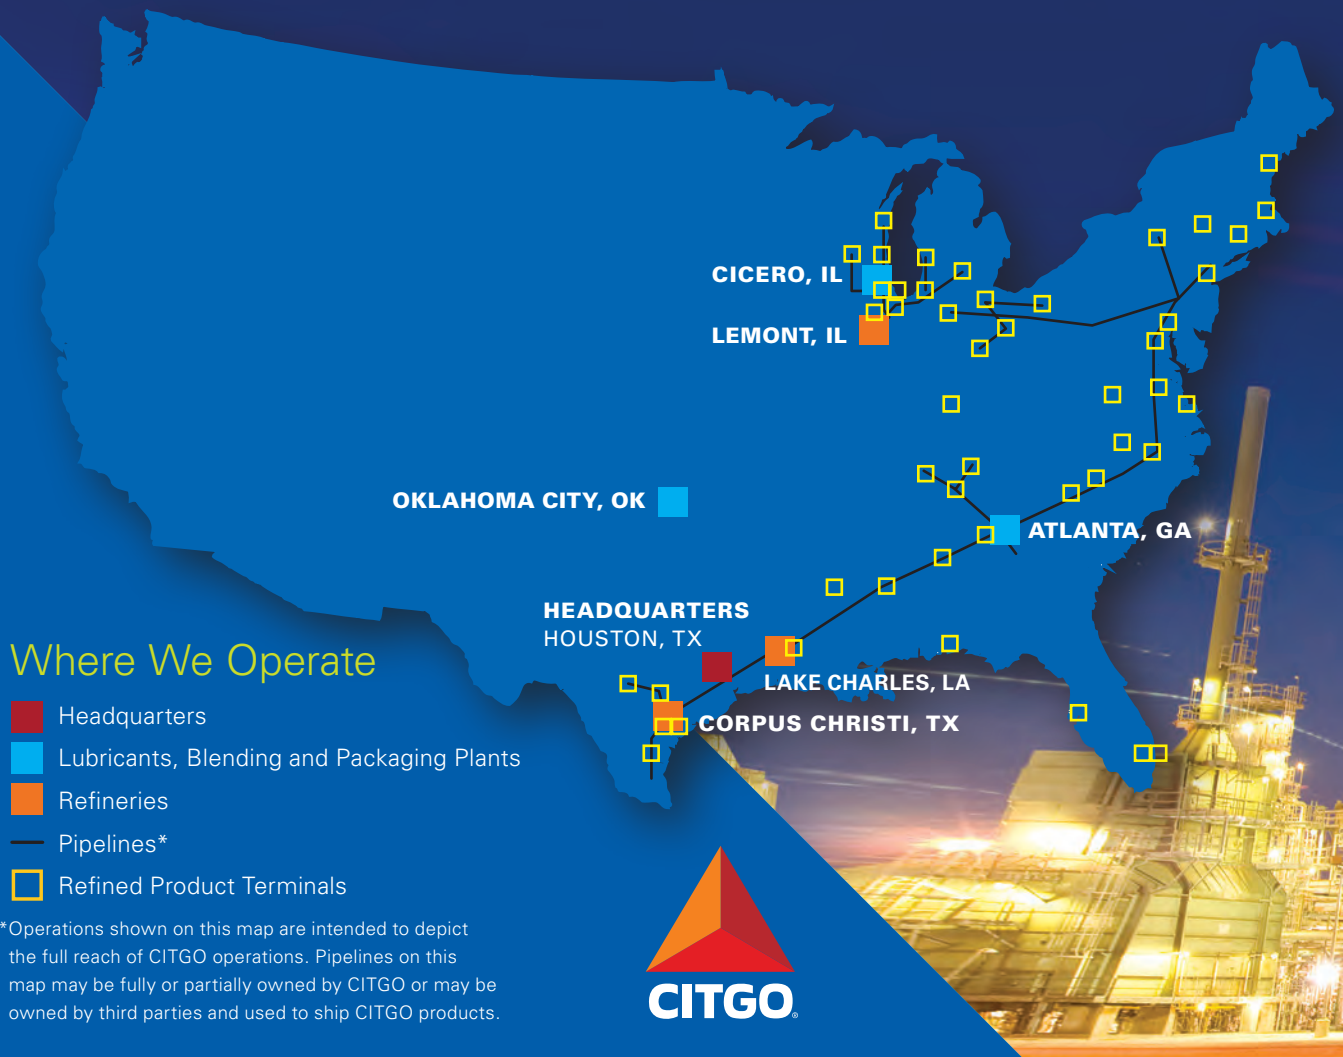 CICERO, IL
LEMONT, IL
OKLAHOMA CITY, OK
ATLANTA, GA
HEADQUARTERS
HOUSTON, TX
LAKE CHARLES, LA
CORPUS CHRISTI, TX
Where We Operate
Headquarters
Lubricants, Blending and Packaging Plants
Refineries
Pipelines*
Refined Product Terminals
*Operations shown on this map are intended to depict
the full reach of CITGO operations. Pipelines on this
map may be fully or partially owned by CITGO or may be
owned by third parties and used to ship CITGO products.
CITGO®